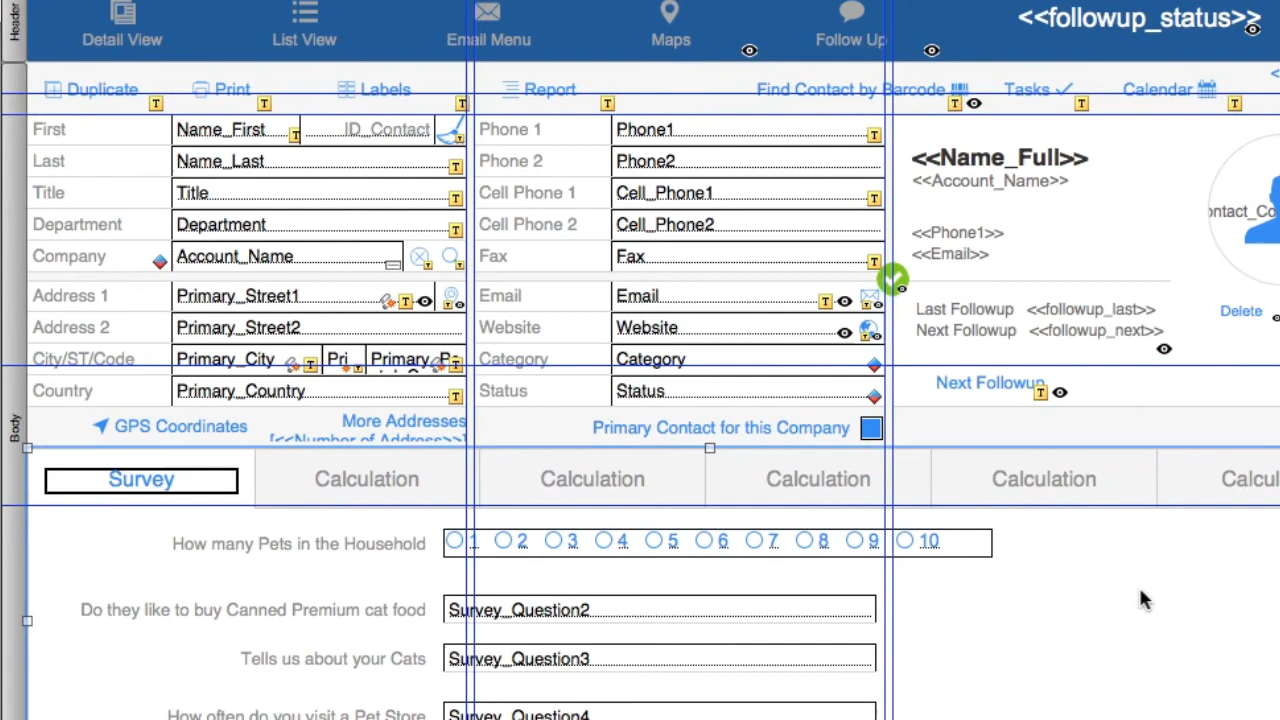 Header
<<followup_status>>
Detail View
List View
Email Menu
Maps
Follow Up
Duplicate
Print
Labels
Report
Find Contact by Barcode
Tasks
Calendar
First
Name_First
ID_Contact
Phone 1
Phone1
Last
Name_Last
Phone 2
Phone2
<<Name_Full>>
<<Account_Name>>
Title
Title
Cell Phone 1
Cell_Phone1
Department
Department
Cell Phone 2
Cell_Phone2
<<Phone1>>
Company
Account_Name
Fax
Fax
<<Email>>
Address 1
Primary_Street1
Email
Email
Last Followup <<followup_last>>
Delete
Address 2
Primary_Street2
Website
Website
Next Followup <<followup_next>>
City/ST/Code
Primary_City
Pri
Category
Category
Country
Primary_Country
Status
Status
Next Followup
Body
GPS Coordinates
More Addresses
[<<Number of Address>>]
Primary Contact for this Company
Survey
Calculation
Calculation
Calculation
Calculation
Calcul
How many Pets in the Household
1 2 3 4 5 6 7 8 9 10
Do they like to buy Canned Premium cat food
Survey_Question2
Tells us about your Cats
Survey_Question3
How often do you visit a Pet Store
Survey_Question4